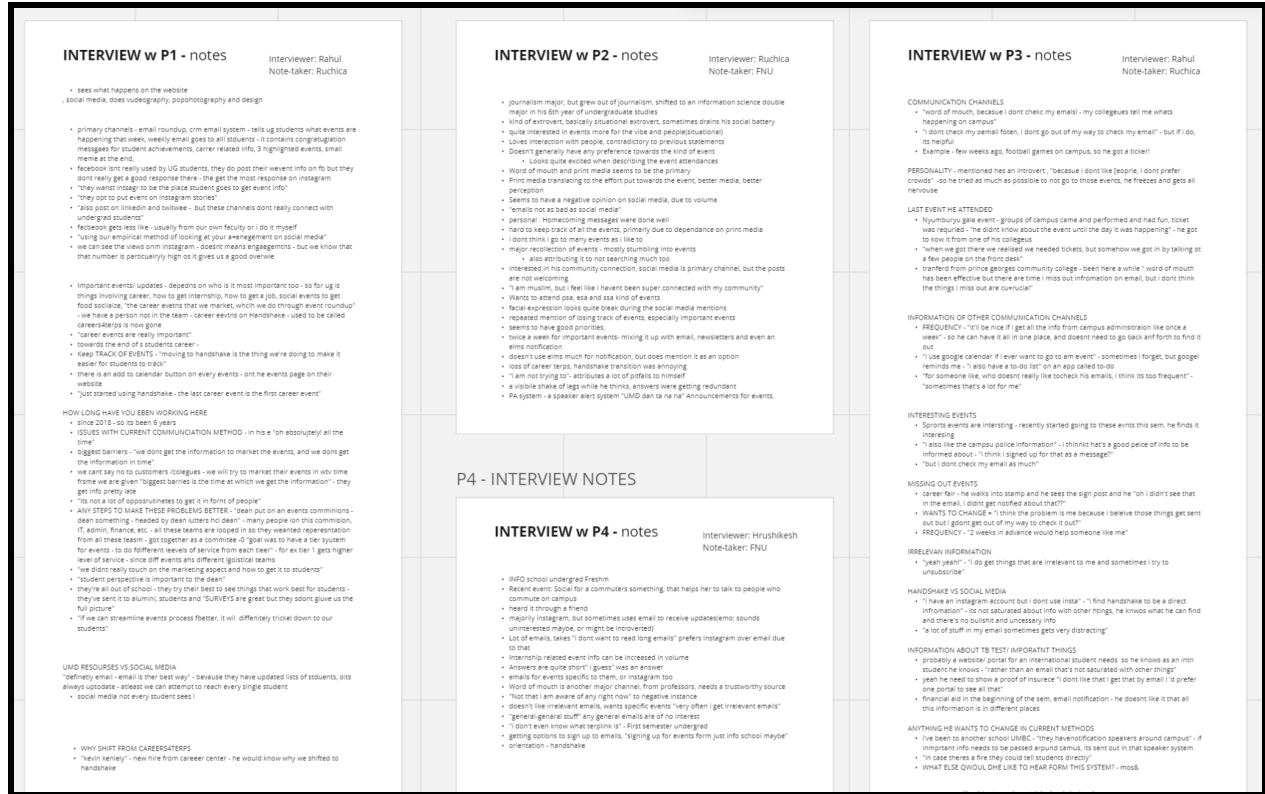 INTERVIEW w P1 - notes
Interviewer: Rahul
Note-taker: Ruchica
• sees what happens on the website
, social media, does vudeography, popohotography and design
• primary channels - email roundup, crm email system - tells ug students what events are
happening that week, weekly email goes to alll stduents - it contains congratuglation
messgaes for student achievements, carrer related info, 3 highlighted events, small
meme at the end,
• facebook isnt really used by UG students, they do post their wevent info on fb but they
dont really get a good response there - the get the most response on instagram
• "they wanst intsagr to be the place student goes to get event info"
• "they opt to put event on instagram stories"
• "also post on linkedin and twitwee - but these channels dont really connect with
undergrad students"
• facbeook gets less like - usually from our own faculty or i do it myself
• "using our empirical method of looking at your a+enegement on social media"
• we can see the views onm instagram - doesnt means engaegemtns - but we know that
that number is particualryly high os it gives us a good overwie
• Important events/ updates - depedns on who is it most important too - so for ug is
things involving career, how to get internship, how to get a job, social events to get
food sociialze, "the career evetns that we market, whcih we do through event roundup"
- we have a person not in the team - career eevtns on Handshake - used to be called
careers4terps is now gone
• "career events are really important"
• towards the end of s students career -
• Keep TRACK OF EVENTS - "moving to handshake is the thing we're doing to make it
easier for students to track"
• there is an add to calendar button on every events - ont he events page on their
website
• "just started using handshake - the last career event is the first career event"
HOW LONG HAVE YOU EBEN WORKING HERE
• since 2018 - so its been 6 years
• ISSUES WITH CURRENT COMMUNCIATION METHOD - in his e "oh absolujtely! all the
time"
• biggest barriers - "we dont get the information to market the events, and we dont get
the information in time"
• we cant say no to customers /colegues - we will try to market their events in wtv time
frsme we are given "biggest barries is the time at which we get the information" - they
get info pretty late
• "its not a lot of opposrutinetes to get it in fornt of people"
• ANY STEPS TO MAKE THESE PROBLEMS BETTER - "dean put on an events comminions -
dean something - headed by dean lutters hci dean" - many people ion this commision,
IT, admin, finance, etc. - all these teams are looped in so they weanted reperesntation
from all these teasm - got together as a commitee -0 "goal was to have a tier syytem
for events - to do fdifferent leevels of service from each tieer" - for ex tier 1 gets higher
level of service - since diff events ahs different lgoistical teams
• "we didnt really touch on the marketing aspect and how to get it to students"
• "student perspective is important to the dean"
• they're all out of school - they try their best to see things that work best for students -
they've sent it to alumini, students and "SURVEYS are great but they sdont giuve us the
full picture"
• "if we can streamline events process fbetter, it wil diffenitely trickel down to our
students"
UMD RESOURSES VS SOCIAL MEDIA
"definetly email - email is ther best way" - bevause they have updated lists of stduents, oits
always uptodate - atleast we can attempt to reach every single student
• social media not every student sees I
• WHY SHIFT FROM CAREERS4TERPS
• "kevin keniely" - new hire from career center - he would know why we shifted to
handshake
INTERVIEW w P2 - notes
Interviewer: Ruchica
Note-taker: FNU
• journalism major, but grew out of journalism, shifted to an information science double
major in his 6th year of undergraduate studies
• kind of extrovert, basically situational extrovert, sometimes drains his social battery
• quite interested in events more for the vibe and people(situational)
• Loves interaction with people, contradictory to previous statements
• Doesn't generally have any preference towards the kind of event
• Looks quite excited when describing the event attendances
• Word of mouth and print media seems to be the primary
• Print media translating to the effort put towards the event, better media, better
perception
• Seems to have a negative opinion on social media, due to volume
• "emails not as bad as social media"
• personal : Homecoming messages were done well
• hard to keep track of all the events, primarily due to dependance on print media
• i dont think i go to many events as i like to
• major recollection of events - mostly stumbling into events
• also attributing it to not searching much too
• interested in his community connection, social media is primary channel, but the posts
are not welcoming
• "I am muslim, but i feel like i havent been super connected with my community"
• Wants to attend psa, esa and ssa kind of events
• facial expression looks quite bleak during the social media mentions
• repeated mention of losing track of events, especially important events
• seems to have good priorities,
• twice a week for important events- mixing it up with email, newsletters and even an
elms notification
• doesn't use elms much for notification, but does mention it as an option
• loss of career terps, handshake transition was annoying
• "i am not trying to"- attributes a lot of pitfalls to himself
• a visibile shake of legs while he thinks, answers were getting redundant
• PA system - a speaker alert system "UMD dan ta na na" Announcements for events.
P4 - INTERVIEW NOTES
INTERVIEW w P4 - notes
Interviewer: Hrushikesh
Note-taker: FNU
• INFO school undergrad Freshm
• Recent event: Social for a commuters something, that helps her to talk to people who
commute on campus
• heard it through a friend
• majorily instagram, but sometimes uses email to receive updates(emo: sounds
uninterested maybe, or might be introverted)
• Lot of emails, takes "i dont want to read long emails" prefers instagram over email due
to that
• Internship related event info can be increased in volume
• Answers are quite short" i guess" was an answer
• emails for events specific to them, or instagram too
• Word of mouth is another major channel, from professors, needs a trustworthy source
• "Not that i am aware of any right now" to negative instance
• doesn't like irrelevant emails, wants specific events "very often i get irrelevant emails"
• "general-genaral stuff" any general emails are of no interest
• "i don't even know what terplink is" - First semester undergrad
• getting options to sign up to emails, "signing up for events form just info school maybe"
• orientation - handshake
INTERVIEW w P3 - notes
Interviewer: Rahul
Note-taker: Ruchica
COMMUNICATION CHANNELS
• "word of mouth, becasue i dont chekc my emaisl - my collegeues tell me whats
happening on campus"
• "i dont check my oemail foten, i dont go out of my way to check my email" - but if i do,
its helpful
• Example - few weeks ago, football games on campus, so he got a ticker!
PERSONALITY - mentioned hes an introvert , "becasue i dont like [eoprle, i dont prefer
crowds" -so he tried as much as possible to not go to those events, he freezes and gets all
nervouse
LAST EVENT HE ATTENDED
• Nyumburyu gala event - groups of campus came and performed and had fun, ticket
was requried - "he didnt know about the event until the day it was happening" - he got
to kow it from one of his collegeus
• "when we got there we realised we needed tickets, but somehow we got in by talking ot
a few people on the front desk"
• tranferd from prince georges community college - been here a while " word of mouth
has been effective but there are time i miss out infromation on email, but i dont think
the things i miss out are cu=rucial"
INFORMATION OF OTHER COMMUNICATION CHANNELS
• FREQUENCY - "it'll be nice if i get all the info from campus adminsitraion like once a
week" - so he can have it all in one place, and doesnt need to go back anf forth to find it
out
• "i use google calendar if i ever want to go to am event" - sometimes i forget, but googel
reminds me - "i also have a to-do list" on an app called to-do
• "for someone like, who doesnt really like tocheck his emails, i think its too frequent" -
"sometimes that's a lot for me"
INTERESTING EVENTS
• Sprorts events are intersting - recently started going to these evnts this sem, he finds it
interesing
• "i also like the campsu police information" - i thinnkt hat's a good peice of info to be
informed about - "i think i signed up for that as a message?"
• "but i dont check my email as much"
MISSING OUT EVENTS
• career fair - he walks into stamp and he sees the sign post and he "oh i didn't see that
in the email, i didnt get notified about that??"
• WANTS TO CHANGE = "i think the problem is me because i beleive those things get sent
out but i gdont get out of my way to check it out?"
• FREQUENCY - "2 weeks in advance would help someone like me"
IRRELEVAN INFORMATION
• "yeah yeah!" - "i do get things that are irrelevant to me and sometimes i try to
unsubscribe"
HANDSHAKE VS SOCIAL MEDIA
• "i have an instagram account but i dont use insta" - "i find handshake to be a direct
infromation" - its not saturated about info with other htings, he knwos what he can find
and there's no bullshit and uncessary info
• "a lot of stuff in my email sometimes gets very distracting"
INFORMATION ABOUT TB TEST/ IMPORATNT THINGS
• probably a website/ portal for an international student needs so he knows as an intn
student he knows - "rather than an email that's not saturated with other things"
• yeah he need to show a proof of insurece "i dont like that i get that by email i 'd prefer
one portal to see all that"
• financial aid in the beginning of the sem, email notification - he doesnt like it that all
this information is in different places
ANYTHING HE WANTS TO CHANGE IN CURRENT METHODS
• i've been to another school UMBC - "they havenotification speakers around campus" - if
inmprtant info needs to be passed arpund camus, its sent out in that speaker system
• "in case theres a fire they could tell students directly"
• WHAT ELSE QWOUL DHE LIKE TO HEAR FORM THIS SYSTEM? - mos&